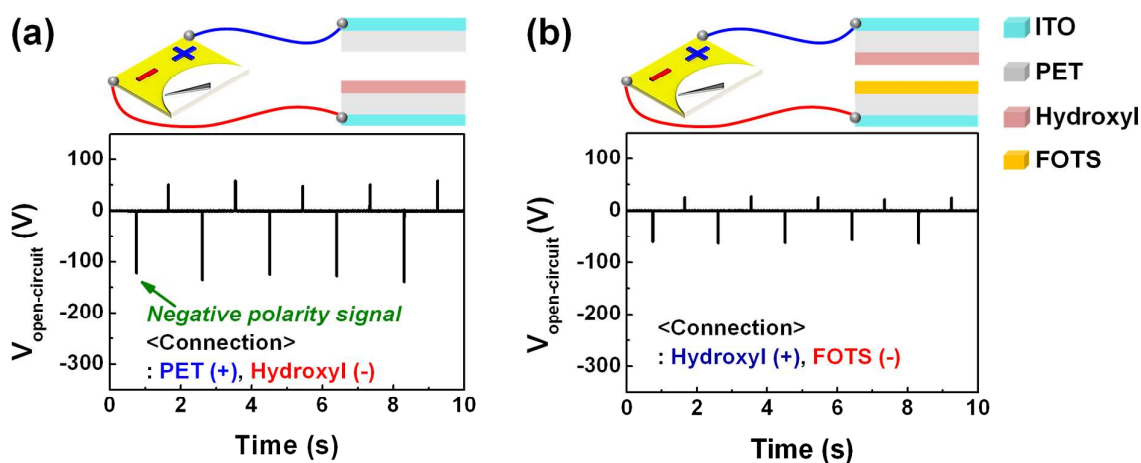 (a)
+
-
100
0
-100
-200
-300
V open-circuit (V)
Negative polarity signal
<Connection>
: PET (+), Hydroxyl (-)
0 2 4 6 8 10
Time (s)
(b)
+
-
100
0
-100
-200
-300
V open-circuit (V)
<Connection>
: Hydroxyl (+), FOTS (-)
0 2 4 6 8 10
Time (s)
ITO
PET
Hydroxyl
FOTS